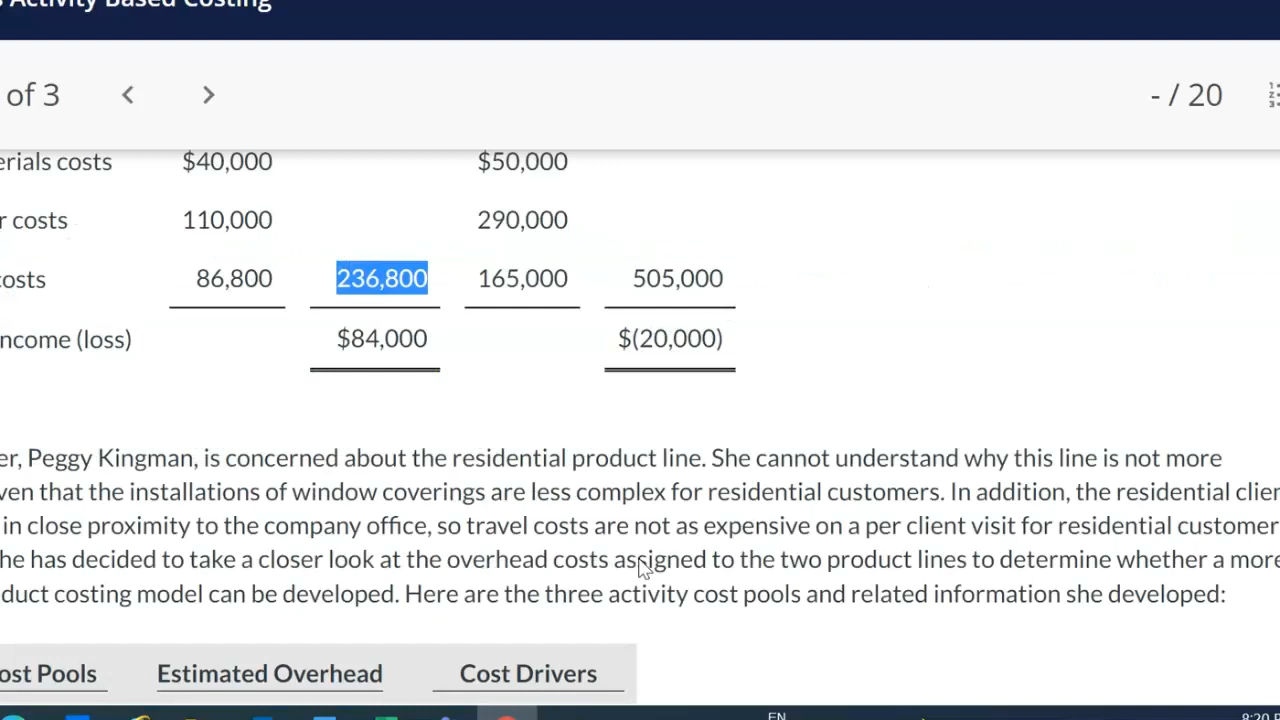 Activity Based Costing
of 3
- / 20
erials costs $40,000 $50,000
r costs 110,000 290,000
costs 86,800 236,800 165,000 505,000
ncome (loss) $84,000 $(20,000)
er, Peggy Kingman, is concerned about the residential product line. She cannot understand why this line is not more
ven that the installations of window coverings are less complex for residential customers. In addition, the residential clien
in close proximity to the company office, so travel costs are not as expensive on a per client visit for residential customer
he has decided to take a closer look at the overhead costs assigned to the two product lines to determine whether a more
duct costing model can be developed. Here are the three activity cost pools and related information she developed:
ost Pools Estimated Overhead Cost Drivers
EN